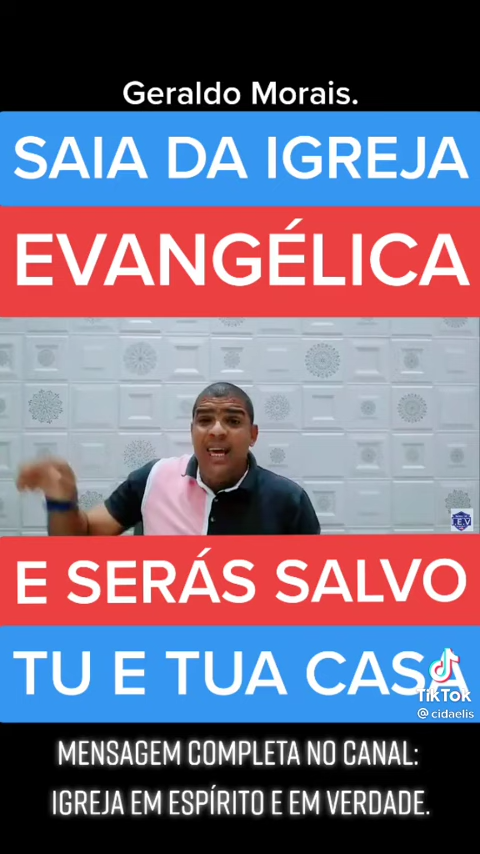 Geraldo Morais.
SAIA DA IGREJA
EVANGÉLICA
I.E.V
E SERÁS SALVO
TU E TUA CASA
TikTok
@cidaelis
MENSAGEM COMPLETA NO CANAL:
IGREJA EM ESPÍRITO E EM VERDADE.